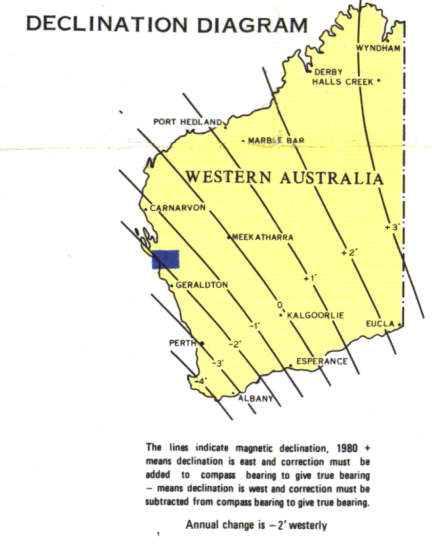 DECLINATION DIAGRAM
WYNDHAM
DERBY
HALLS CREEK
PORT HEDLAND
MARBLE BAR
WESTERN AUSTRALIA
CARNARVON
+3°
MEEKATHARRA
+2°
+1°
GERALDTON
0
KALGOORLIE
EUCLA
-1°
PERTH
-2°
-3°
ESPERANCE
-4°
ALBANY
The lines indicate magnetic declination, 1980 +
means declination is east and correction must be
added to compass bearing to give true bearing
– means declination is west and correction must be
subtracted from compass bearing to give true bearing.
Annual change is – 2′ westerly